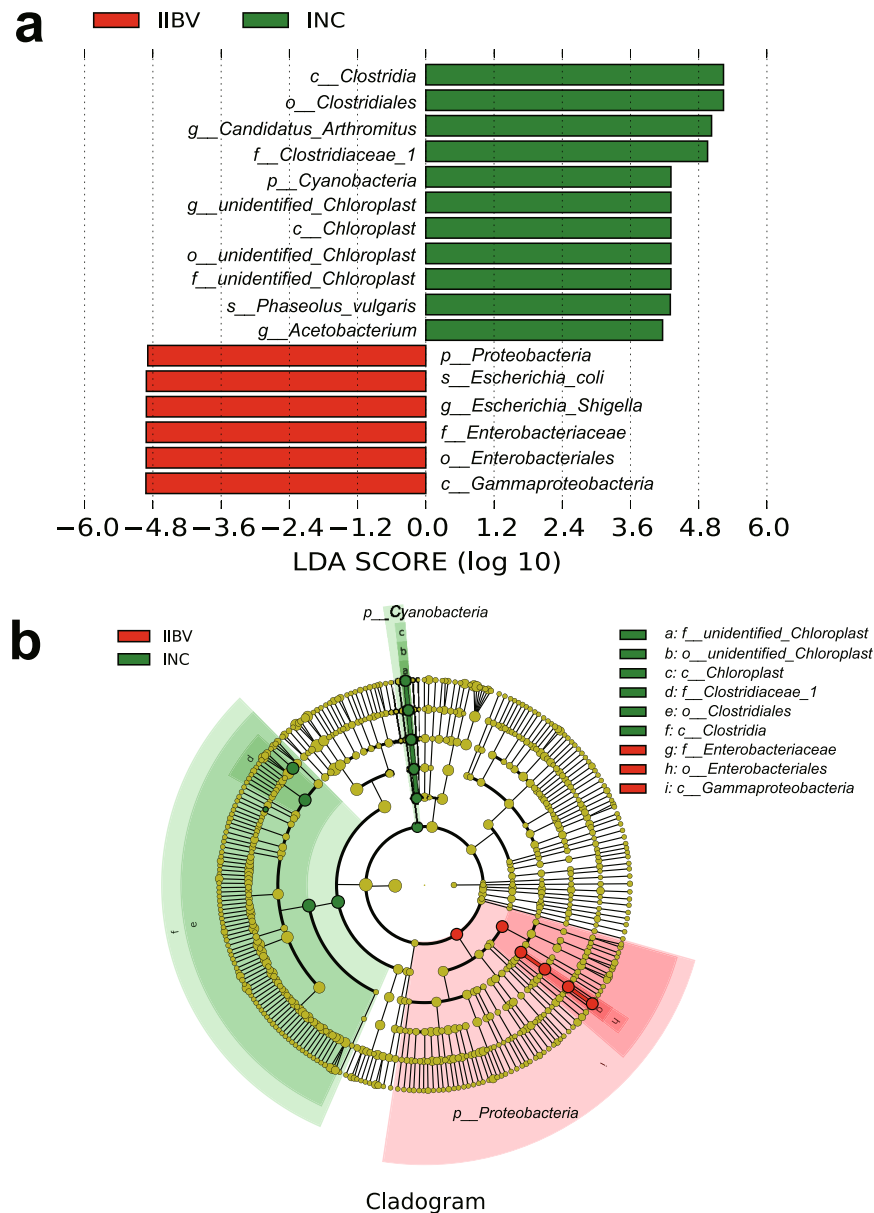 a
IIBV INC
c__Clostridia
o__Clostridiales
g__Candidatus_Arthromitus
f__Clostridiaceae_1
p__Cyanobacteria
g__unidentified_Chloroplast
c__Chloroplast
o__unidentified_Chloroplast
f__unidentified_Chloroplast
s__Phaseolus_vulgaris
g__Acetobacterium
p__Proteobacteria
s__Escherichia_coli
g__Escherichia_Shigella
f__Enterobacteriaceae
o__Enterobacteriales
c__Gammaproteobacteria
−6.0 −4.8 −3.6 −2.4 −1.2 0.0 1.2 2.4 3.6 4.8 6.0
LDA SCORE (log 10)
b
IIBV
INC
p__Cyanobacteria
c
b
a
d
f e
g
h
i
p__Proteobacteria
a: f__unidentified_Chloroplast
b: o__unidentified_Chloroplast
c: c__Chloroplast
d: f__Clostridiaceae_1
e: o__Clostridiales
f: c__Clostridia
g: f__Enterobacteriaceae
h: o__Enterobacteriales
i: c__Gammaproteobacteria
Cladogram